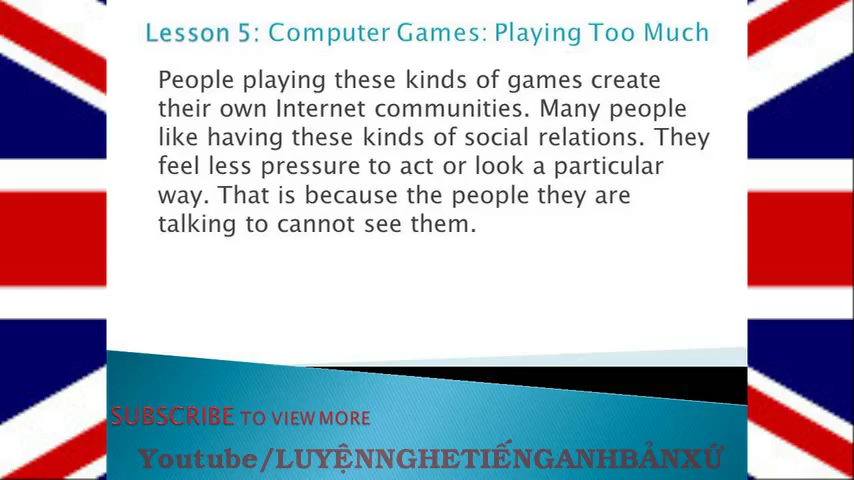 Lesson 5: Computer Games: Playing Too Much
People playing these kinds of games create
their own Internet communities. Many people
like having these kinds of social relations. They
feel less pressure to act or look a particular
way. That is because the people they are
talking to cannot see them.
SUBSCRIBE TO VIEW MORE
Youtube/LUYỆNNGHETIẾNGANHBẢNXỨ